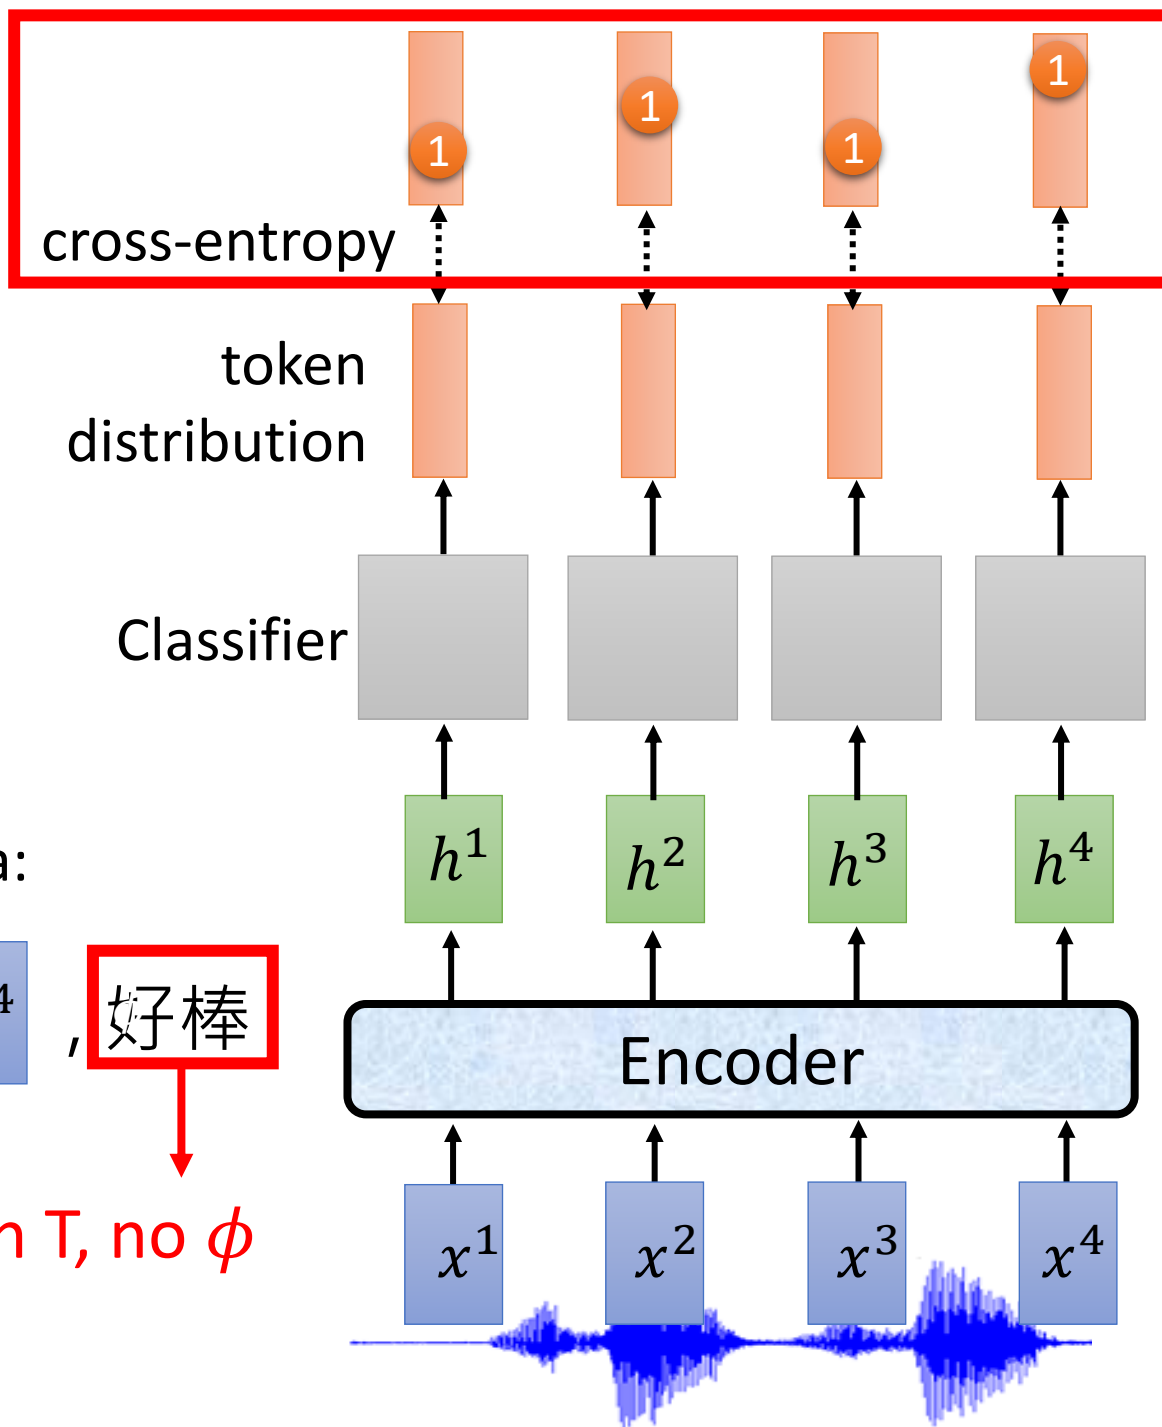 1 1 1 1
cross-entropy
token
distribution
Classifier
h¹ h² h³ h⁴
a:
4 , 好棒
Encoder
n T, no ϕ
x¹ x² x³ x⁴